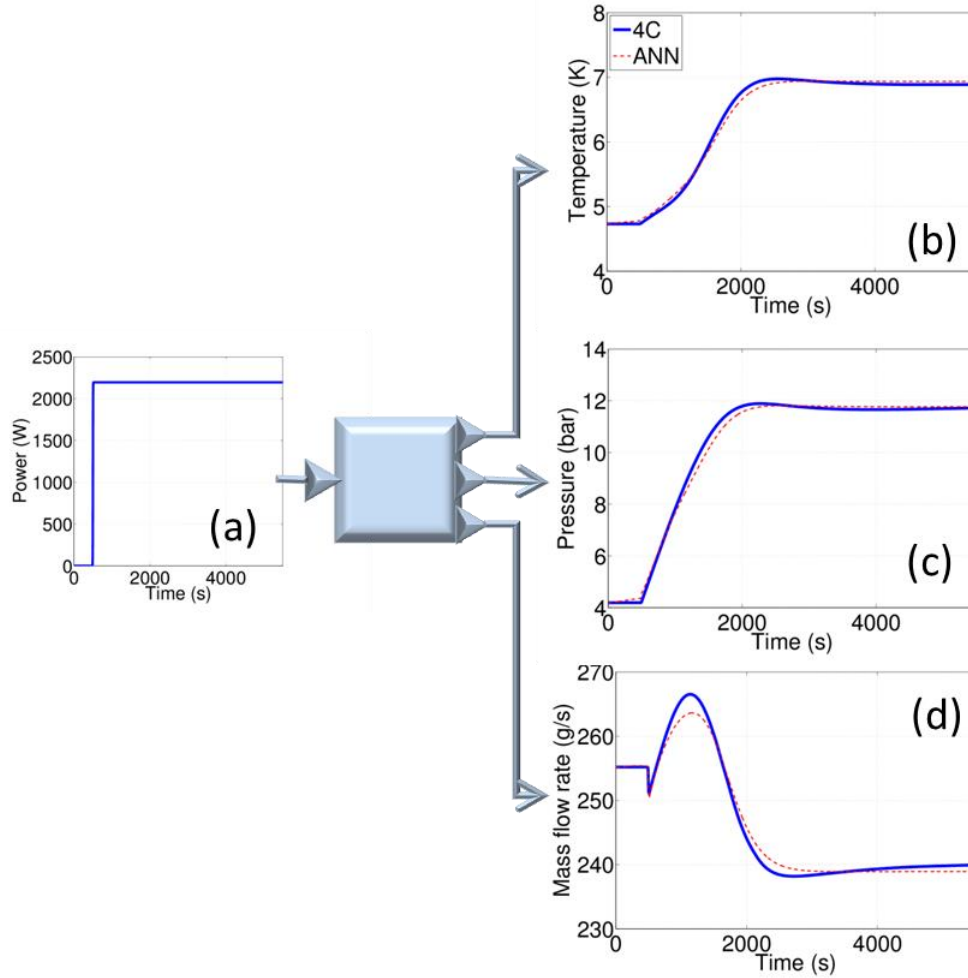 8
7
6
5
4
Temperature (K)
4C
ANN
(b)
0
2000
4000
Time (s)
2500
2000
1500
1000
500
0
Power (W)
(a)
0
2000
4000
Time (s)
14
12
10
8
6
4
Pressure (bar)
(c)
0
2000
4000
Time (s)
270
260
250
240
230
Mass flow rate (g/s)
(d)
0
2000
4000
Time (s)